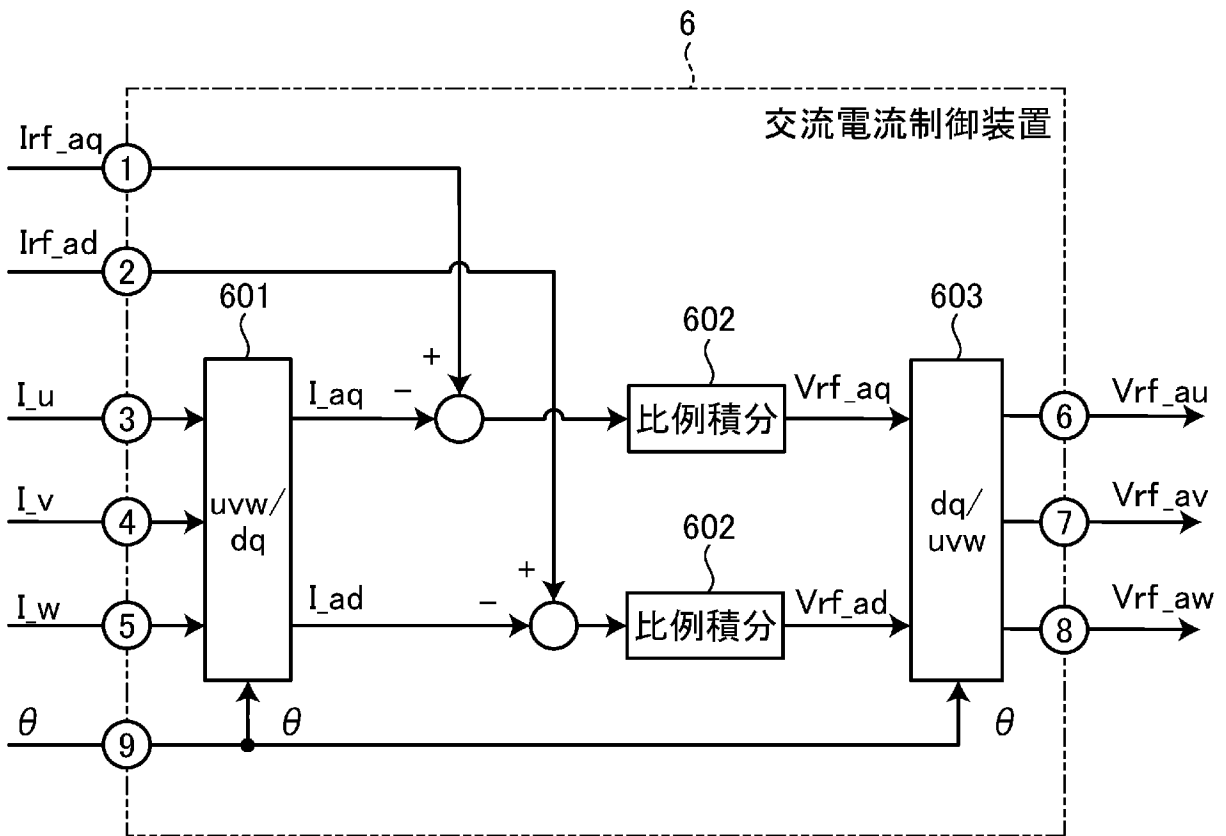 6
交流電流制御装置
Irf_aq
1
Irf_ad
2
601
602
603
I_u
3
uvw/
dq
I_aq
+
-
比例積分
Vrf_aq
dq/
uvw
6
Vrf_au
I_v
4
7
Vrf_av
602
I_w
5
I_ad
+
-
比例積分
Vrf_ad
8
Vrf_aw
θ
9
θ
θ